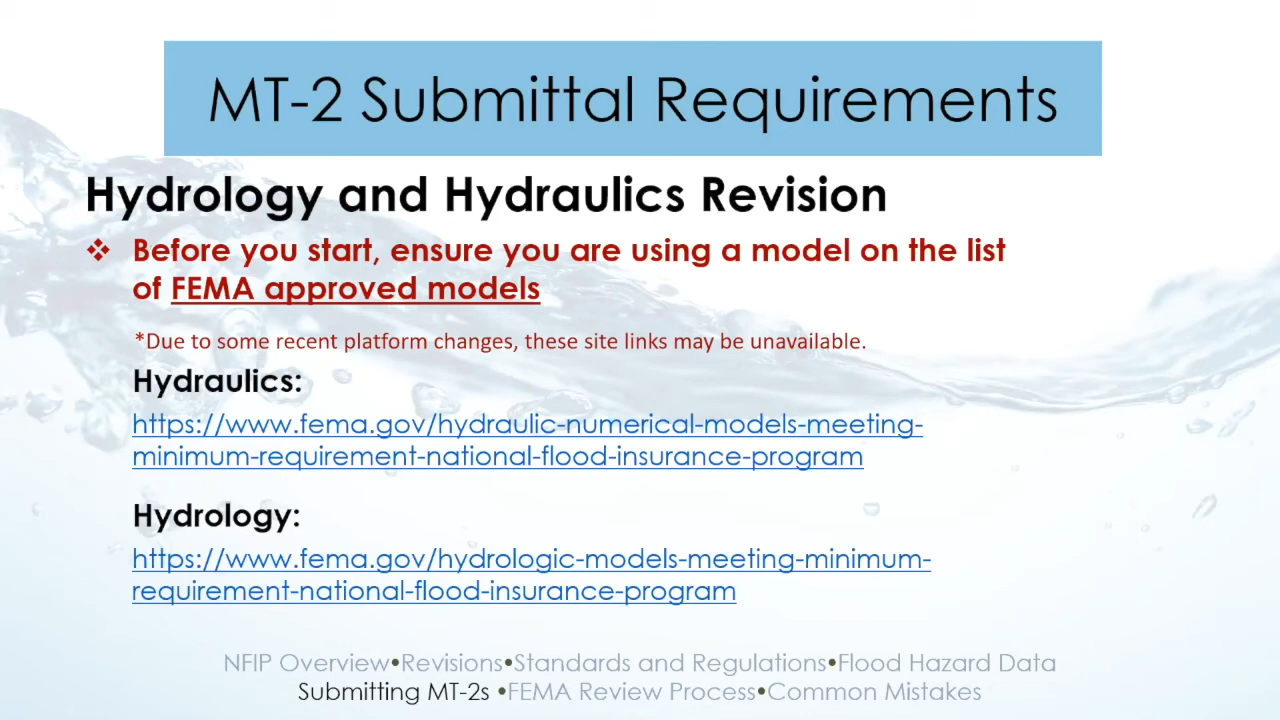 MT-2 Submittal Requirements
Hydrology and Hydraulics Revision
❖ Before you start, ensure you are using a model on the list
of FEMA approved models
*Due to some recent platform changes, these site links may be unavailable.
Hydraulics:
https://www.fema.gov/hydraulic-numerical-models-meeting-
minimum-requirement-national-flood-insurance-program
Hydrology:
https://www.fema.gov/hydrologic-models-meeting-minimum-
requirement-national-flood-insurance-program
NFIP Overview•Revisions•Standards and Regulations•Flood Hazard Data
Submitting MT-2s •FEMA Review Process•Common Mistakes